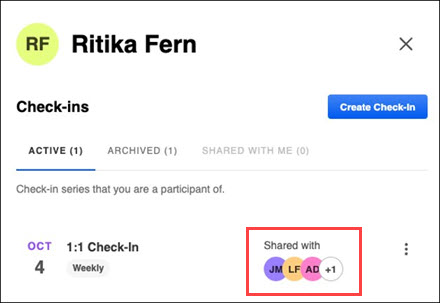 RF Ritika Fern
Check-ins
Create Check-In
ACTIVE (1) ARCHIVED (1) SHARED WITH ME (0)
Check-in series that you are a participant of.
OCT 1:1 Check-In Shared with
4 Weekly JM LF AD +1